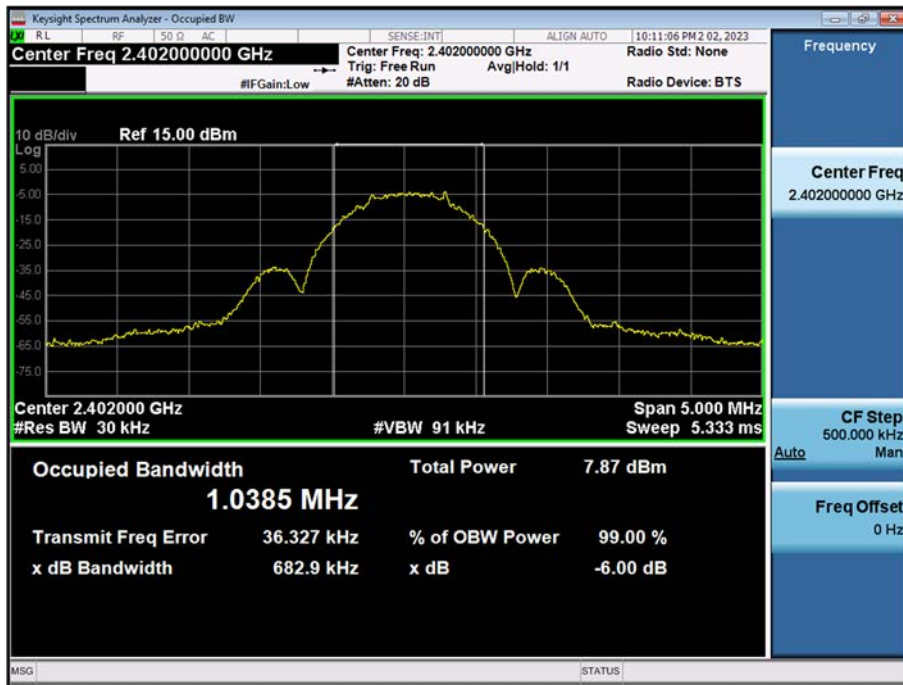 Keysight Spectrum Analyzer - Occupied BW
RL RF 50 Ω AC SENSE:INT ALIGN AUTO 10:11:06 PM 2 02, 2023
Center Freq 2.402000000 GHz
Center Freq: 2.402000000 GHz Radio Std: None
Trig: Free Run Avg|Hold: 1/1
#IFGain:Low #Atten: 20 dB Radio Device: BTS
10 dB/div Ref 15.00 dBm
Log
5.00
-5.00
-15.0
-25.0
-35.0
-45.0
-55.0
-65.0
-75.0
Center 2.402000 GHz Span 5.000 MHz
#Res BW 30 kHz #VBW 91 kHz Sweep 5.333 ms
Occupied Bandwidth Total Power 7.87 dBm
1.0385 MHz
Transmit Freq Error 36.327 kHz % of OBW Power 99.00 %
x dB Bandwidth 682.9 kHz x dB -6.00 dB
MSG STATUS
Frequency
Center Freq
2.402000000 GHz
CF Step
500.000 kHz
Auto Man
Freq Offset
0 Hz